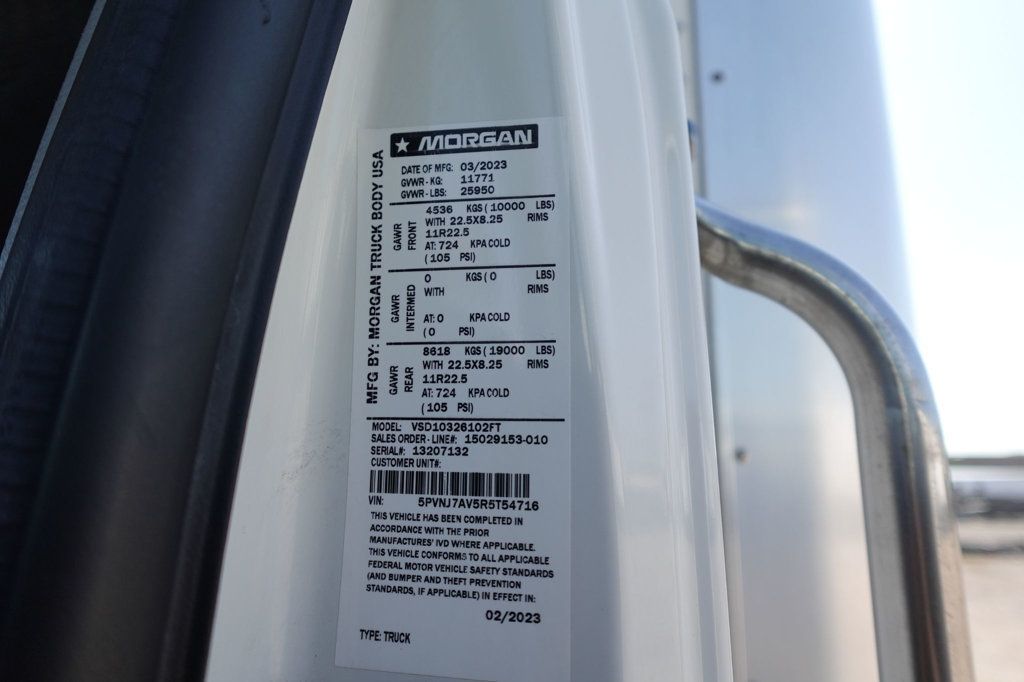 MORGAN
MFG BY: MORGAN TRUCK BODY USA
DATE OF MFG: 03/2023
GVWR - KG: 11771
GVWR - LBS: 25950
GAWR FRONT
4536 KGS ( 10000 LBS)
WITH 22.5X8.25 RIMS
11R22.5
AT: 724 KPA COLD
( 105 PSI)
GAWR INTERMED
0 KGS ( 0 LBS)
WITH RIMS
AT: 0 KPA COLD
( 0 PSI)
GAWR REAR
8618 KGS ( 19000 LBS)
WITH 22.5X8.25 RIMS
11R22.5
AT: 724 KPA COLD
( 105 PSI)
MODEL: VSD10326102FT
SALES ORDER - LINE#: 15029153-010
SERIAL#: 13207132
CUSTOMER UNIT#:
VIN: 5PVNJ7AV5R5T54716
THIS VEHICLE HAS BEEN COMPLETED IN
ACCORDANCE WITH THE PRIOR
MANUFACTURES' IVD WHERE APPLICABLE.
THIS VEHICLE CONFORMS TO ALL APPLICABLE
FEDERAL MOTOR VEHICLE SAFETY STANDARDS
(AND BUMPER AND THEFT PREVENTION
STANDARDS, IF APPLICABLE) IN EFFECT IN:
02/2023
TYPE: TRUCK